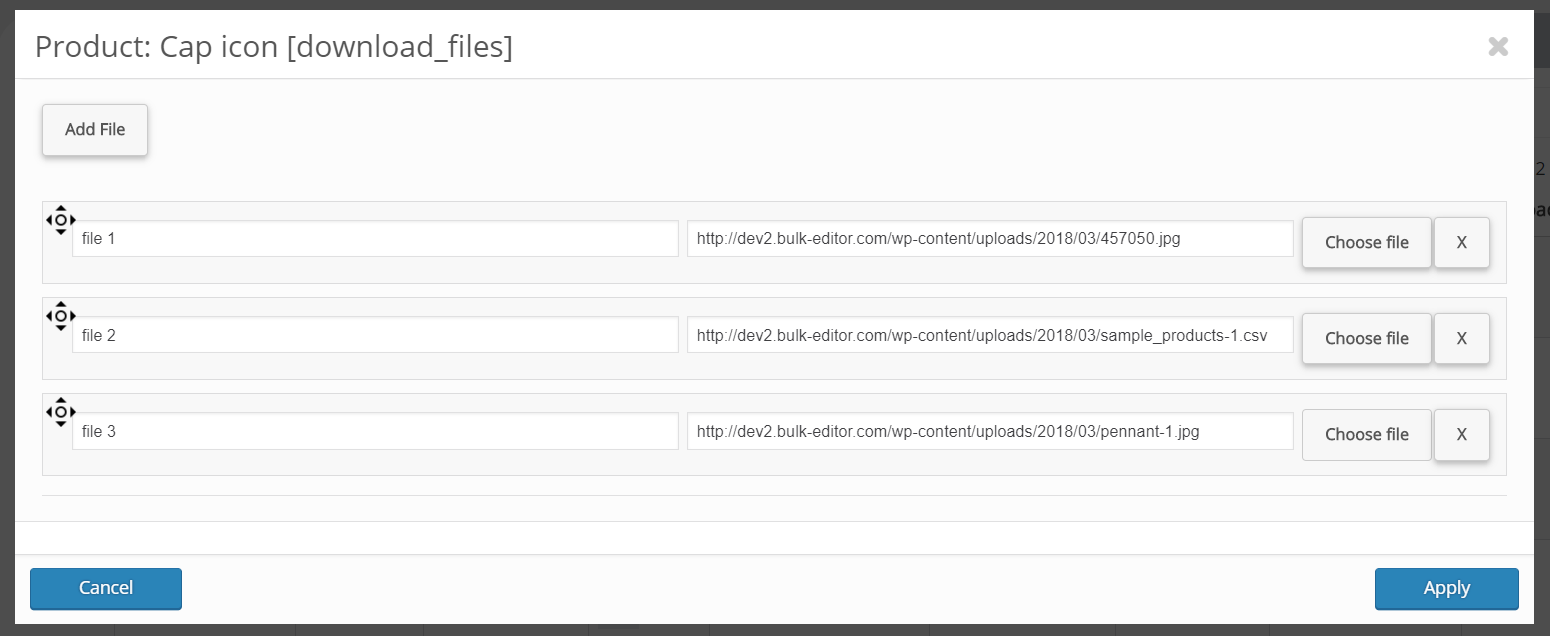 Product: Cap icon [download_files]
Add File
file 1 http://dev2.bulk-editor.com/wp-content/uploads/2018/03/457050.jpg Choose file X
file 2 http://dev2.bulk-editor.com/wp-content/uploads/2018/03/sample_products-1.csv Choose file X
file 3 http://dev2.bulk-editor.com/wp-content/uploads/2018/03/pennant-1.jpg Choose file X
Cancel Apply
2